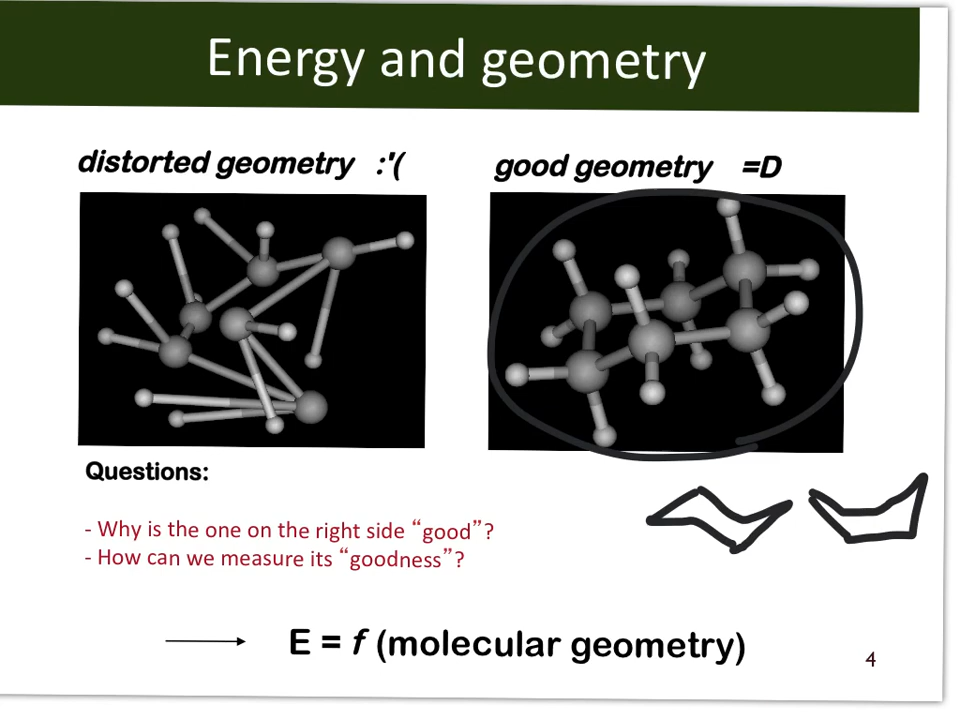 Energy and geometry
distorted geometry :'(
good geometry =D
Questions:
- Why is the one on the right side “good”?
- How can we measure its “goodness”?
E = f (molecular geometry)
4